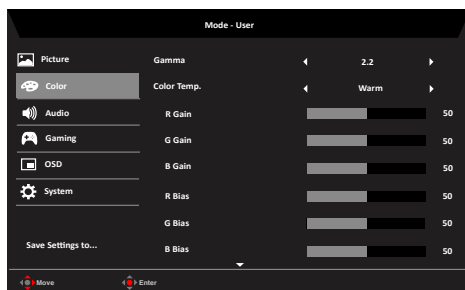 Mode - User
Picture
Gamma 2.2
Color
Color Temp. Warm
Audio
R Gain 50
Gaming
G Gain 50
OSD
B Gain 50
System
R Bias 50
G Bias 50
Save Settings to...
B Bias 50
Move Enter